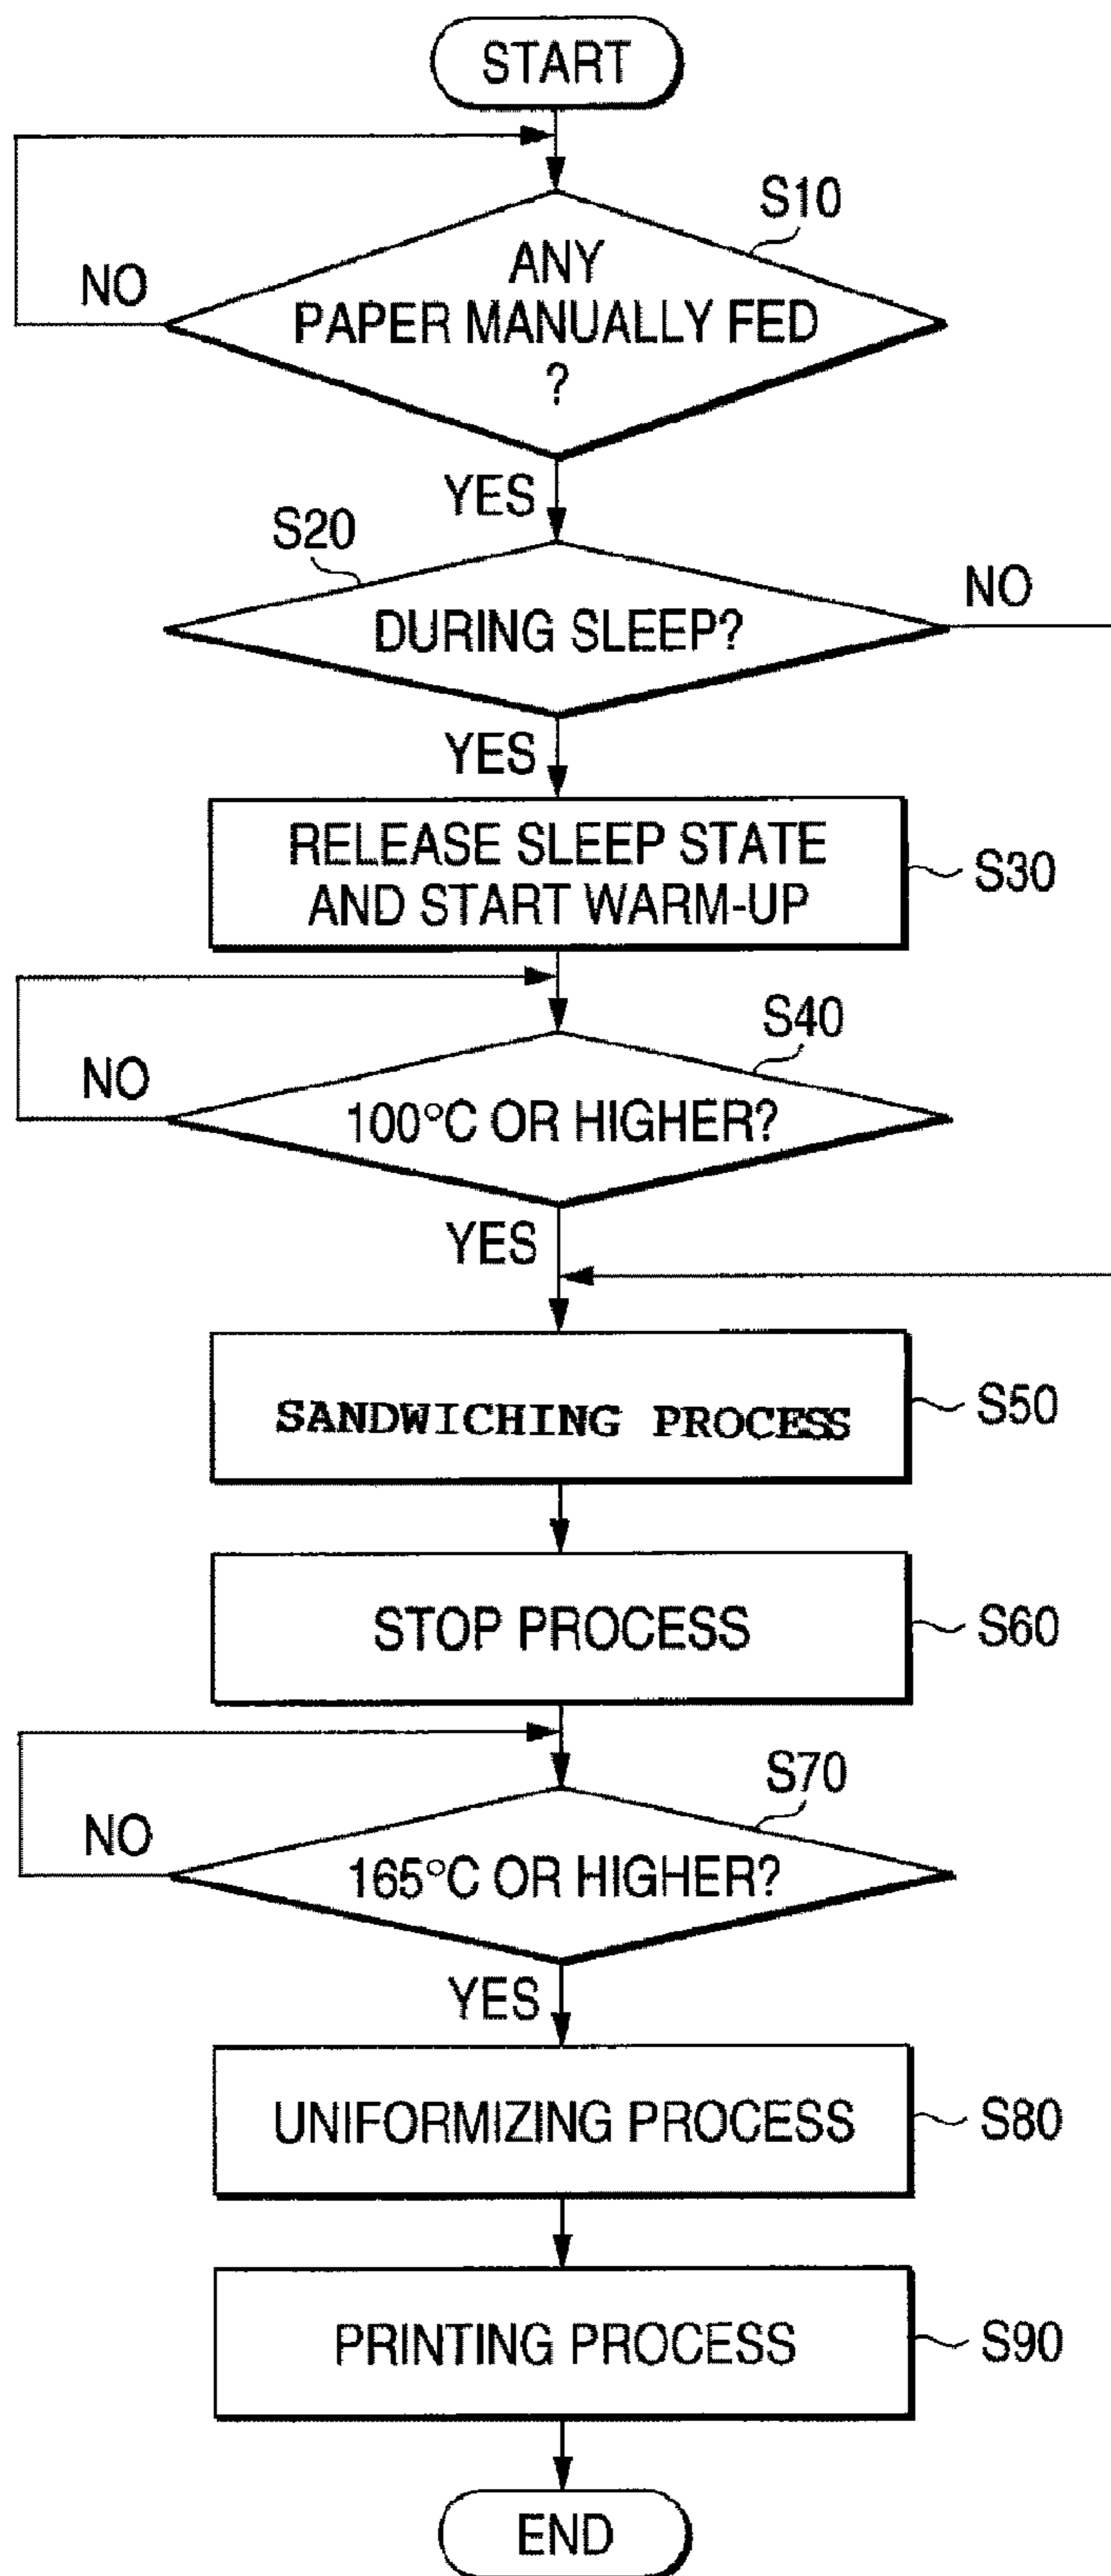 START
S10
ANY
NO
PAPER MANUALLY FED
?
YES
S20
NO
DURING SLEEP?
YES
RELEASE SLEEP STATE
AND START WARM-UP
S30
S40
NO
100°C OR HIGHER?
YES
SANDWICHING PROCESS
S50
STOP PROCESS
S60
S70
NO
165°C OR HIGHER?
YES
UNIFORMIZING PROCESS
S80
PRINTING PROCESS
S90
END